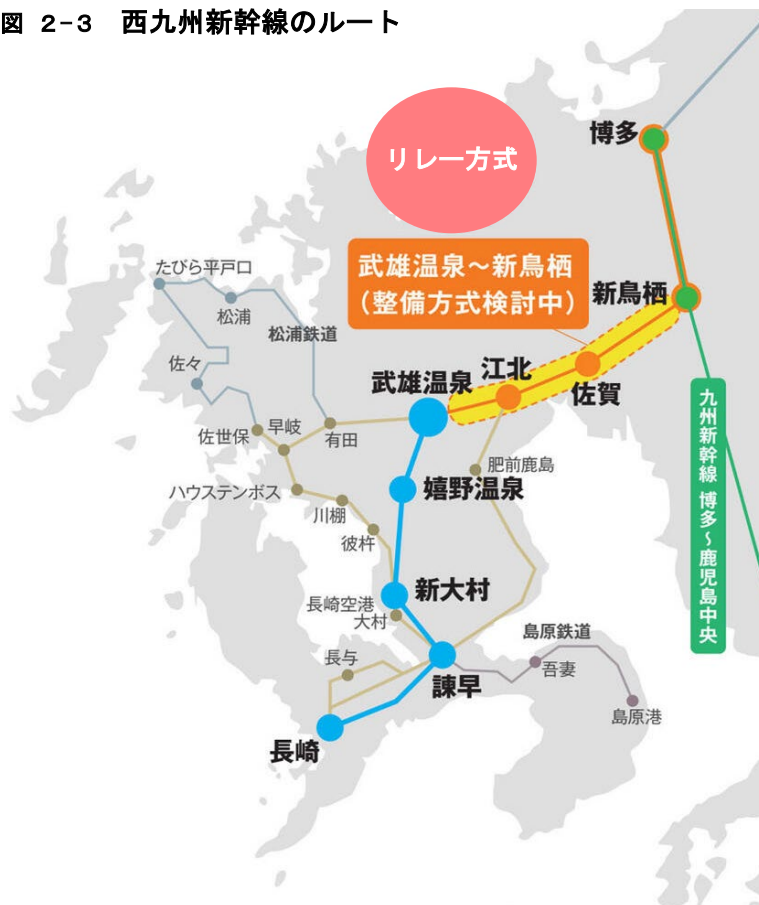 図 2-3 西九州新幹線のルート
リレー方式
博多
武雄温泉～新鳥栖
（整備方式検討中）
新鳥栖
たびら平戸口
松浦
松浦鉄道
佐々
武雄温泉
江北
佐賀
九州新幹線 博多～鹿児島中央
佐世保
早岐
有田
肥前鹿島
ハウステンボス
嬉野温泉
川棚
彼杵
新大村
長崎空港
大村
島原鉄道
長与
吾妻
諫早
島原港
長崎